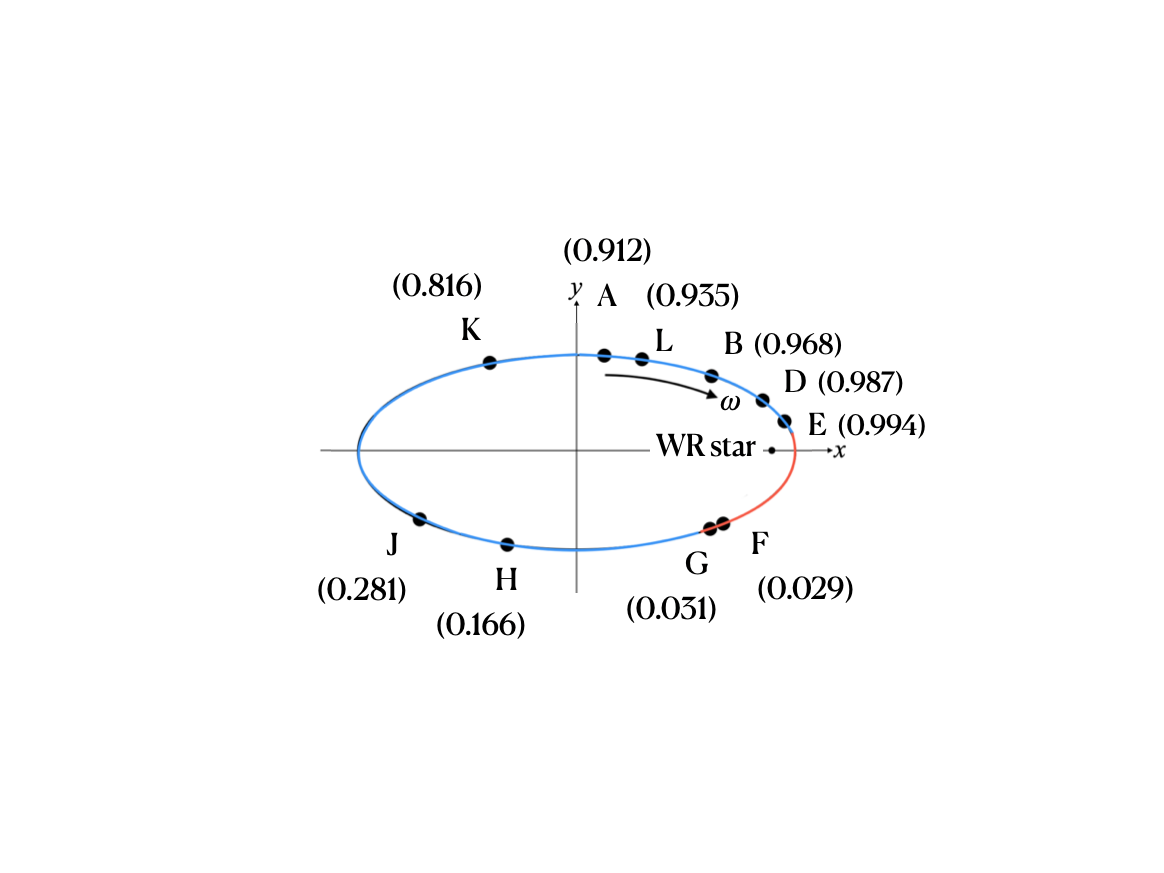 (0.912)
(0.816)
y A (0.935)
K L B (0.968)
D (0.987)
ω
E (0.994)
WR star x
J F
G
H
(0.281) (0.029)
(0.031)
(0.166)